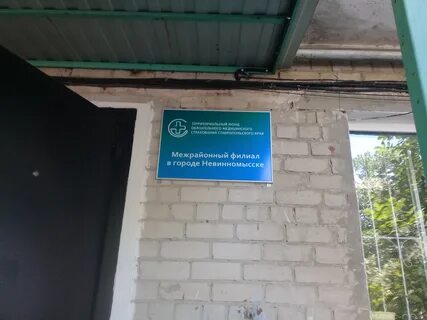 ТЕРРИТОРИАЛЬНЫЙ ФОНД
ОБЯЗАТЕЛЬНОГО МЕДИЦИНСКОГО
СТРАХОВАНИЯ СТАВРОПОЛЬСКОГО КРАЯ
Межрайонный филиал
в городе Невинномысске